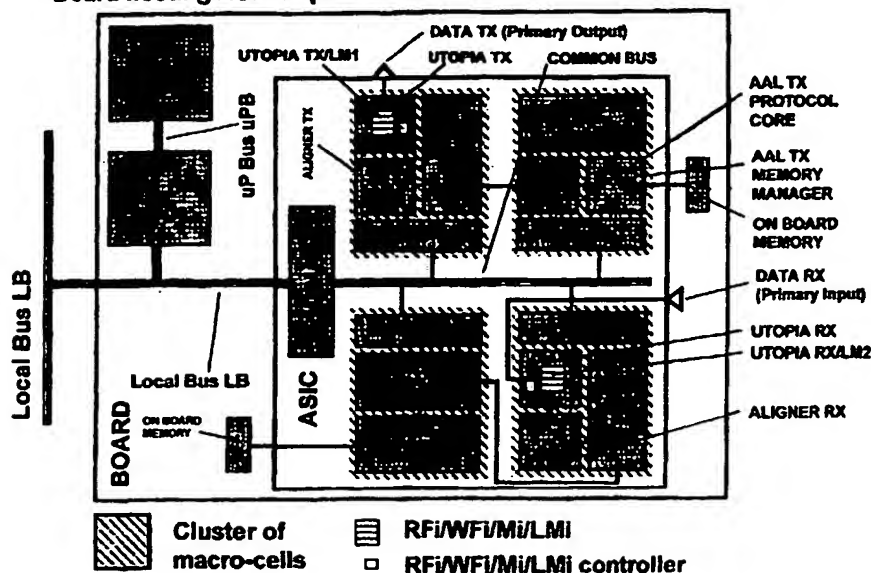 DATA TX (Primary Output)
UTOPIA TX/LM1
UTOPIA TX
COMMON BUS
AAL TX
PROTOCOL
CORE
AAL TX
MEMORY
MANAGER
ON BOARD
MEMORY
DATA RX
(Primary Input)
UTOPIA RX
UTOPIA RX/LM2
ALIGNER RX
uP Bus uPB
ALIGNER TX
Local Bus LB
Local Bus LB
ASIC
BOARD
ON BOARD
MEMORY
Cluster of
macro-cells
RFi/WFi/Mi/LMi
RFi/WFi/Mi/LMi controller